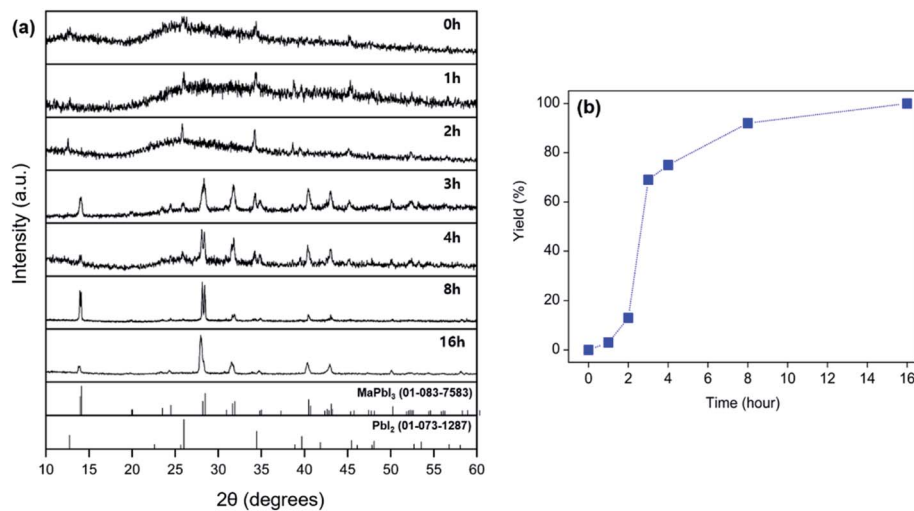 (a)
0h
1h
2h
3h
4h
8h
16h
MaPbI₃ (01-083-7583)
PbI₂ (01-073-1287)
Intensity (a.u.)
10 15 20 25 30 35 40 45 50 55 60
2θ (degrees)
(b)
100
80
60
40
20
0
Yield (%)
0 2 4 6 8 10 12 14 16
Time (hour)